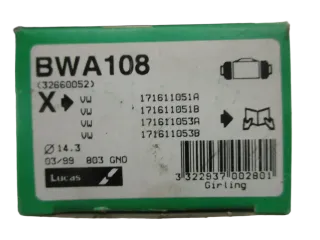 BWA108
(32660052)
X VW 171611051A
VW 171611051B
VW 171611053A
VW 171611053B
Ø 14.3
03/99 803 GNO
Lucas
3 322937 002801
Girling